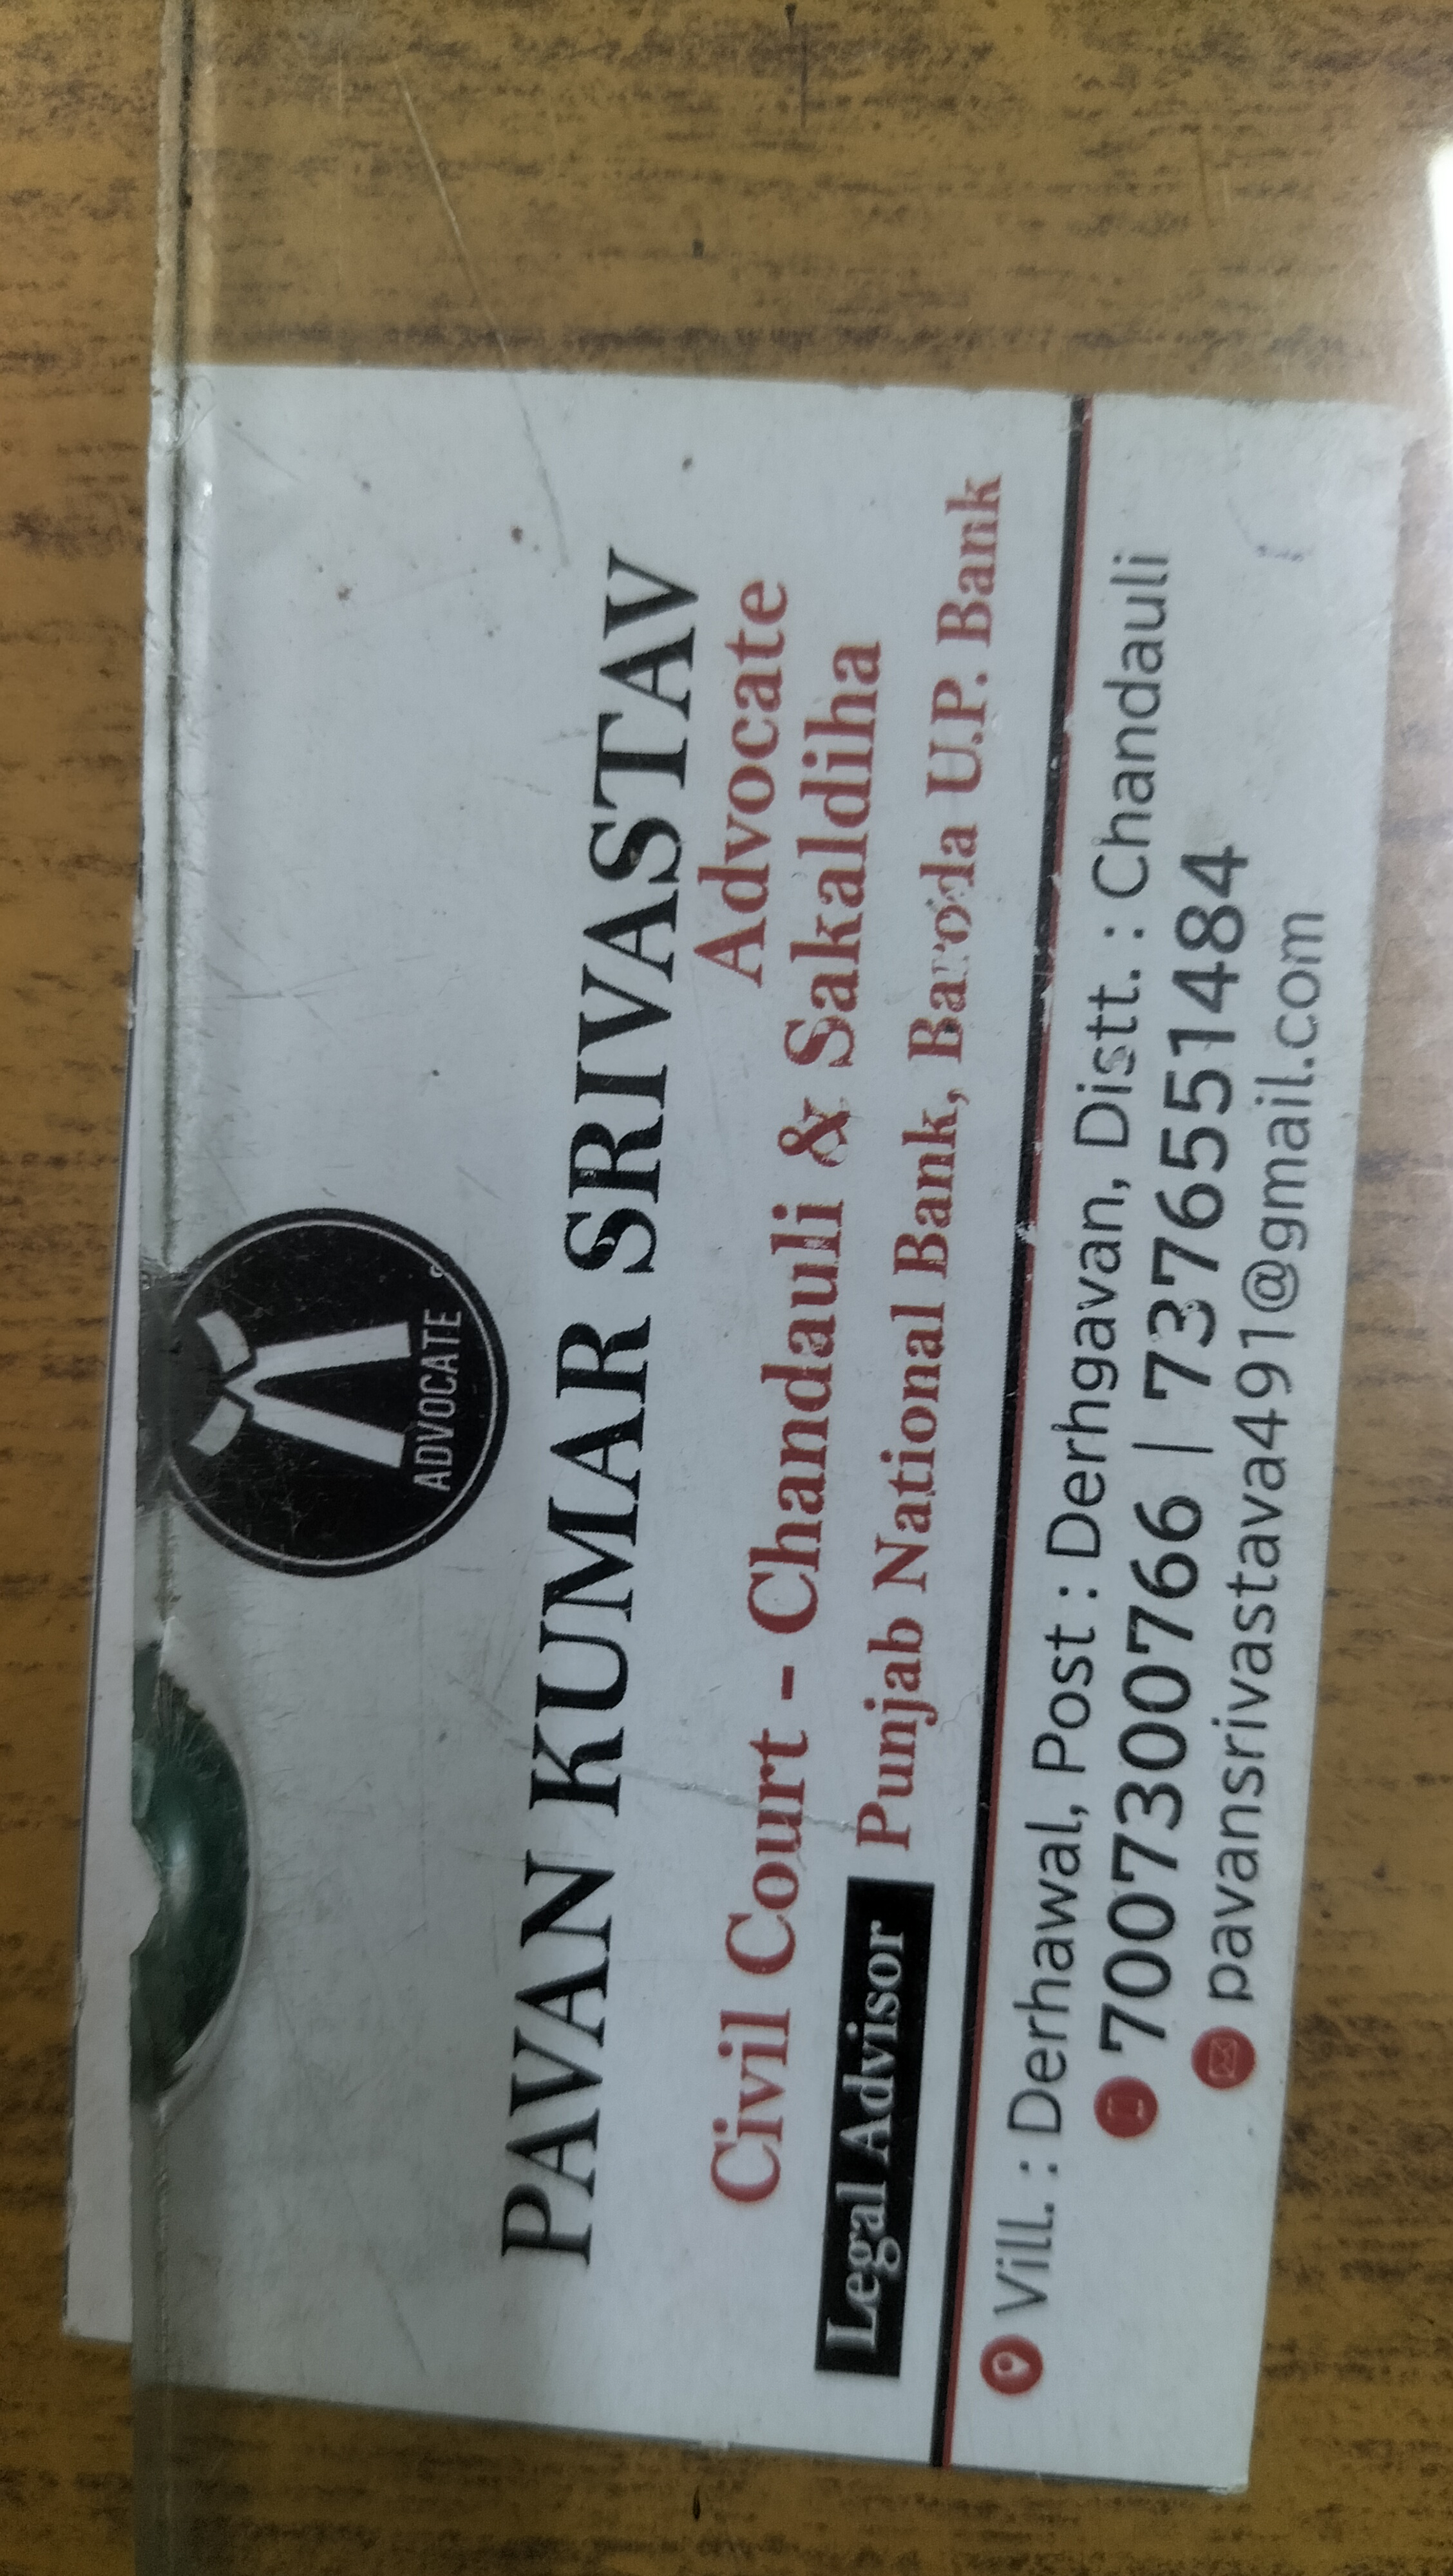 ADVOCATE
PAVAN KUMAR SRIVASTAV
Advocate
Civil Court - Chandauli & Sakaldiha
Legal Advisor Punjab National Bank, Baroda U.P. Bank
Vill. : Derhawal, Post : Derhgavan, Distt. : Chandauli
7007300766 | 7376551484
pavansrivastava491@gmail.com